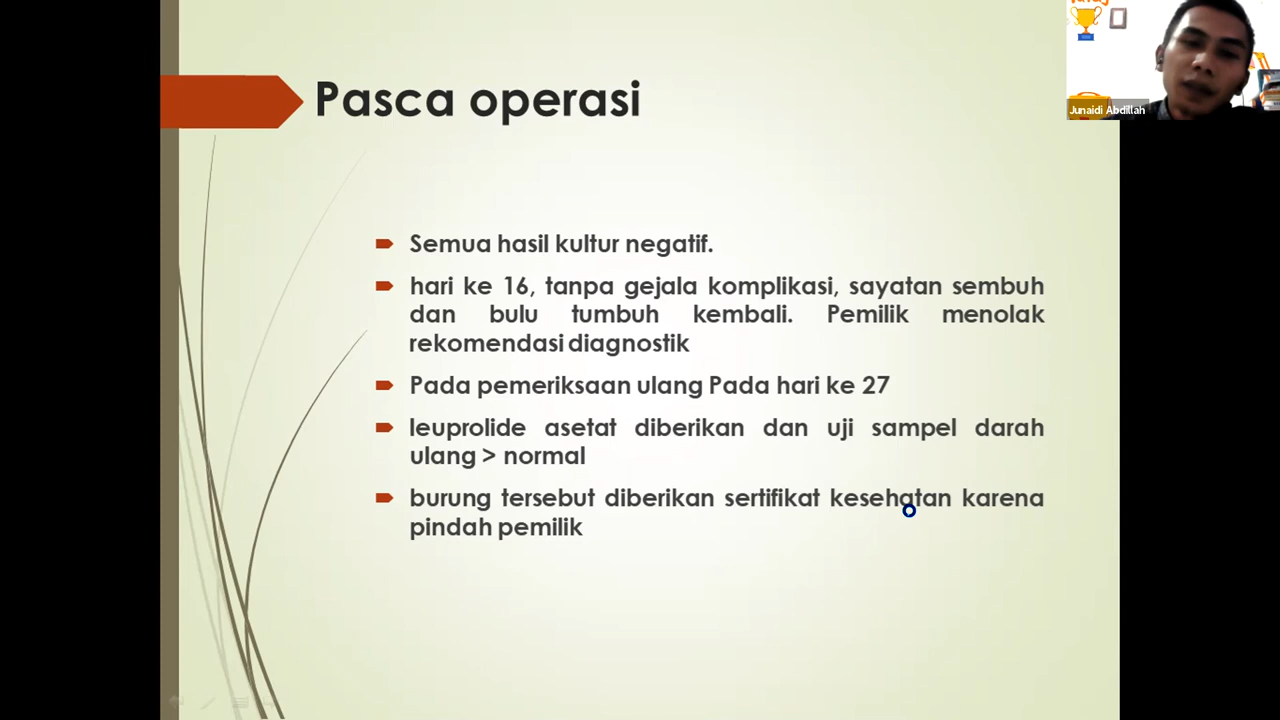 Pasca operasi
Junaidi Abdillah
Semua hasil kultur negatif.
hari ke 16, tanpa gejala komplikasi, sayatan sembuh
dan bulu tumbuh kembali. Pemilik menolak
rekomendasi diagnostik
Pada pemeriksaan ulang Pada hari ke 27
leuprolide asetat diberikan dan uji sampel darah
ulang > normal
burung tersebut diberikan sertifikat kesehatan karena
pindah pemilik